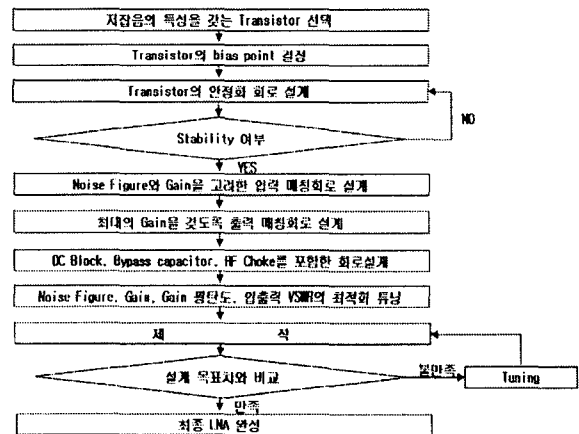 저잡음의 특성을 갖는 Transistor 선택
Transistor의 bias point 결정
Transistor의 안정화 회로 설계
NO
Stability 여부
YES
Noise Figure와 Gain을 고려한 입력 매칭회로 설계
최대의 Gain을 갖도록 출력 매칭회로 설계
DC Block, Bypass capacitor, RF Choke를 포함한 회로설계
Noise Figure, Gain, Gain 평탄도, 입출력 VSWR의 최적화 튜닝
제 작
설계 목표치와 비교
불만족
Tuning
만족
최종 LNA 완성